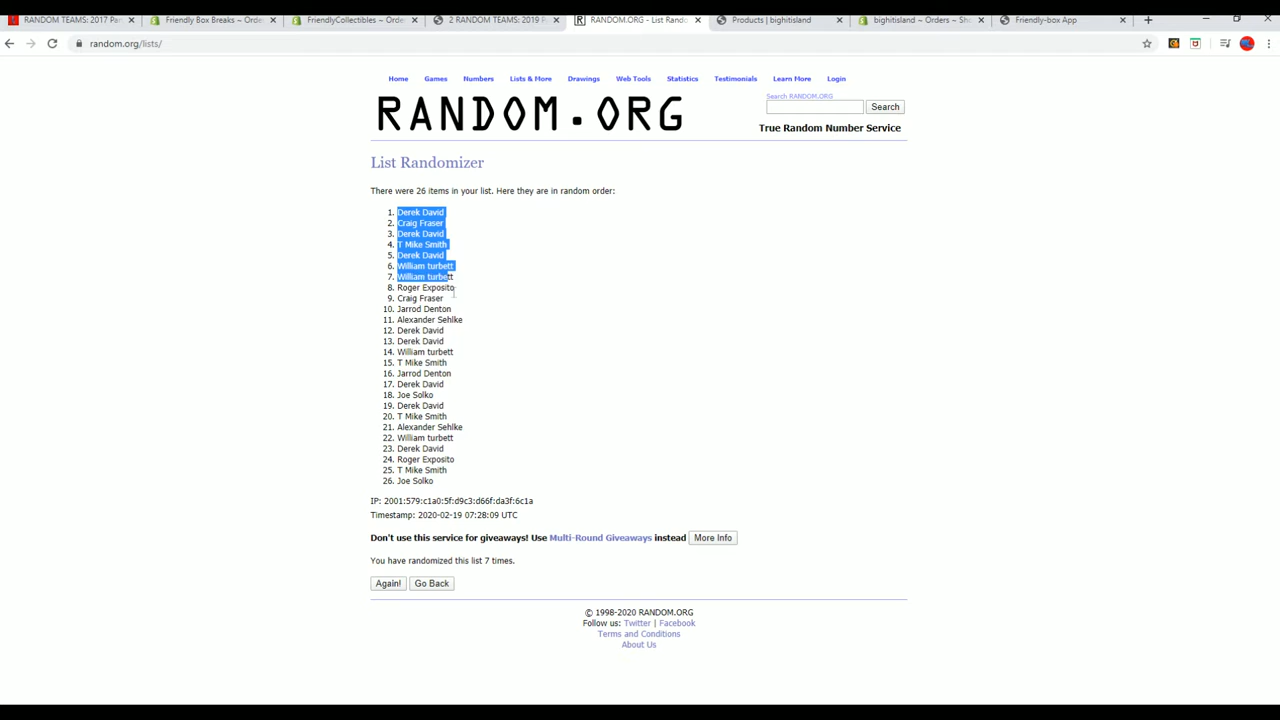 RANDOM TEAMS: 2017 Pan
Friendly Box Breaks ~ Orde
FriendlyCollectibles ~ Orde
2 RANDOM TEAMS: 2019 P
RANDOM.ORG - List Rando
Products | bighitisland
bighitisland ~ Orders ~ Sh
Friendly-box App
random.org/lists/
Home Games Numbers Lists & More Drawings Web Tools Statistics Testimonials Learn More Login
RANDOM.ORG
Search RANDOM.ORG
Search
True Random Number Service
List Randomizer
There were 26 items in your list. Here they are in random order:
1. Derek David
2. Craig Fraser
3. Derek David
4. T Mike Smith
5. Derek David
6. William turbett
7. William turbett
8. Roger Exposito
9. Craig Fraser
10. Jarrod Denton
11. Alexander Sehlke
12. Derek David
13. Derek David
14. William turbett
15. T Mike Smith
16. Jarrod Denton
17. Derek David
18. Joe Solko
19. Derek David
20. T Mike Smith
21. Alexander Sehlke
22. William turbett
23. Derek David
24. Roger Exposito
25. T Mike Smith
26. Joe Solko
IP: 2001:579:c1a0:5f:d9c3:d66f:da3f:6c1a
Timestamp: 2020-02-19 07:28:09 UTC
Don't use this service for giveaways! Use Multi-Round Giveaways instead More Info
You have randomized this list 7 times.
Again! Go Back
© 1998-2020 RANDOM.ORG
Follow us: Twitter | Facebook
Terms and Conditions
About Us